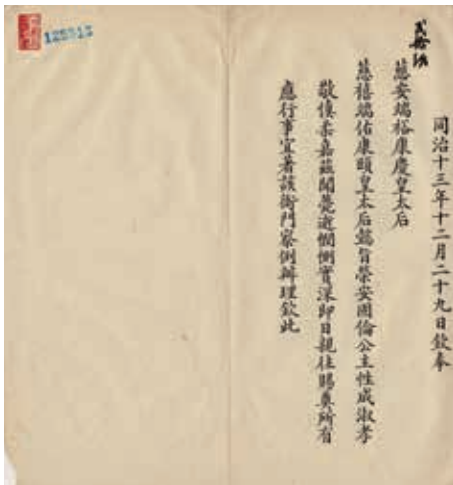 同治十三年十二月二十九日欽奉
慈安端裕康慶皇太后
慈禧端佑康頤皇太后懿旨榮安固倫公主性成淑孝
敬慎柔嘉茲聞薨逝憫惻實深即日親往賜奠所有
應行事宜著該衙門察例辦理欽此